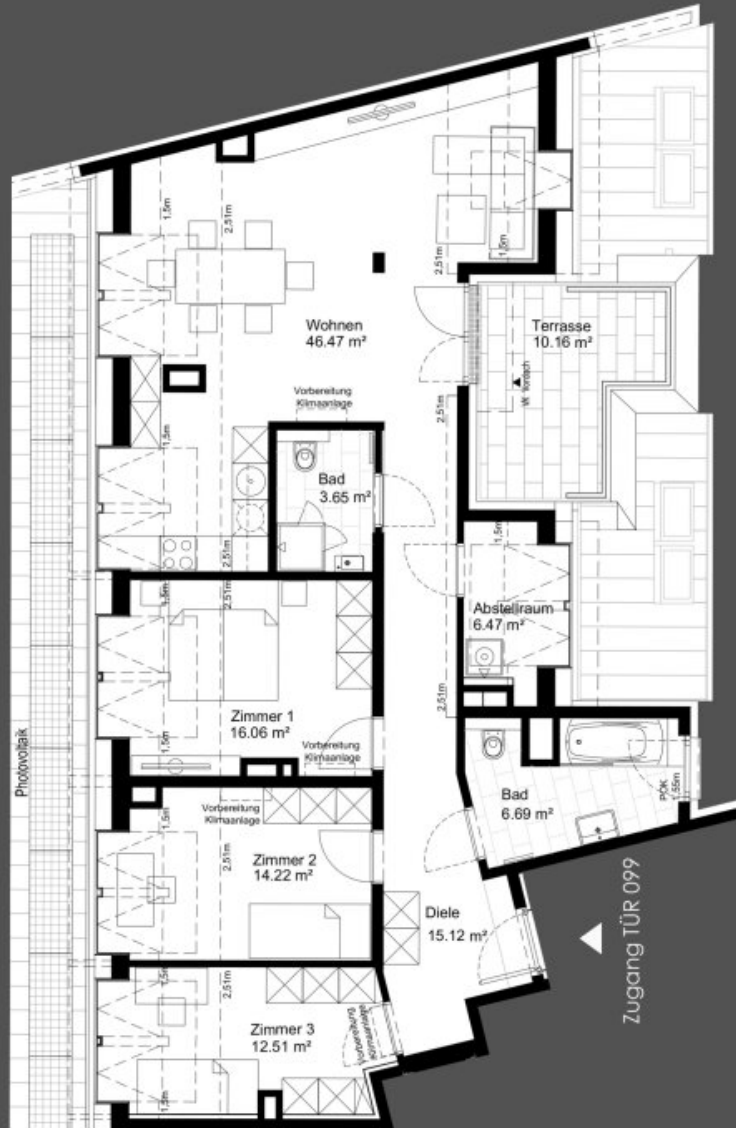 1,5m
2,51m
2,51m
1,5m
Wohnen
46.47 m²
Terrasse
10.16 m²
Vorbereitung
Klimaanlage
2,51m
1,5m
Bad
3.65 m²
2,51m
1,5m
1,5m
2,51m
Abstellraum
6.47 m²
2,51m
Zimmer 1
16.06 m²
1,5m
Vorbereitung
Klimaanlage
Photovoltaik
POK
1,55m
Bad
6.69 m²
1,5m
Vorbereitung
Klimaanlage
2,51m
Zimmer 2
14.22 m²
Diele
15.12 m²
Zugang TÜR 099
1,5m
2,51m
Zimmer 3
12.51 m²
Vorbereitung
Klimaanlage
1,5m